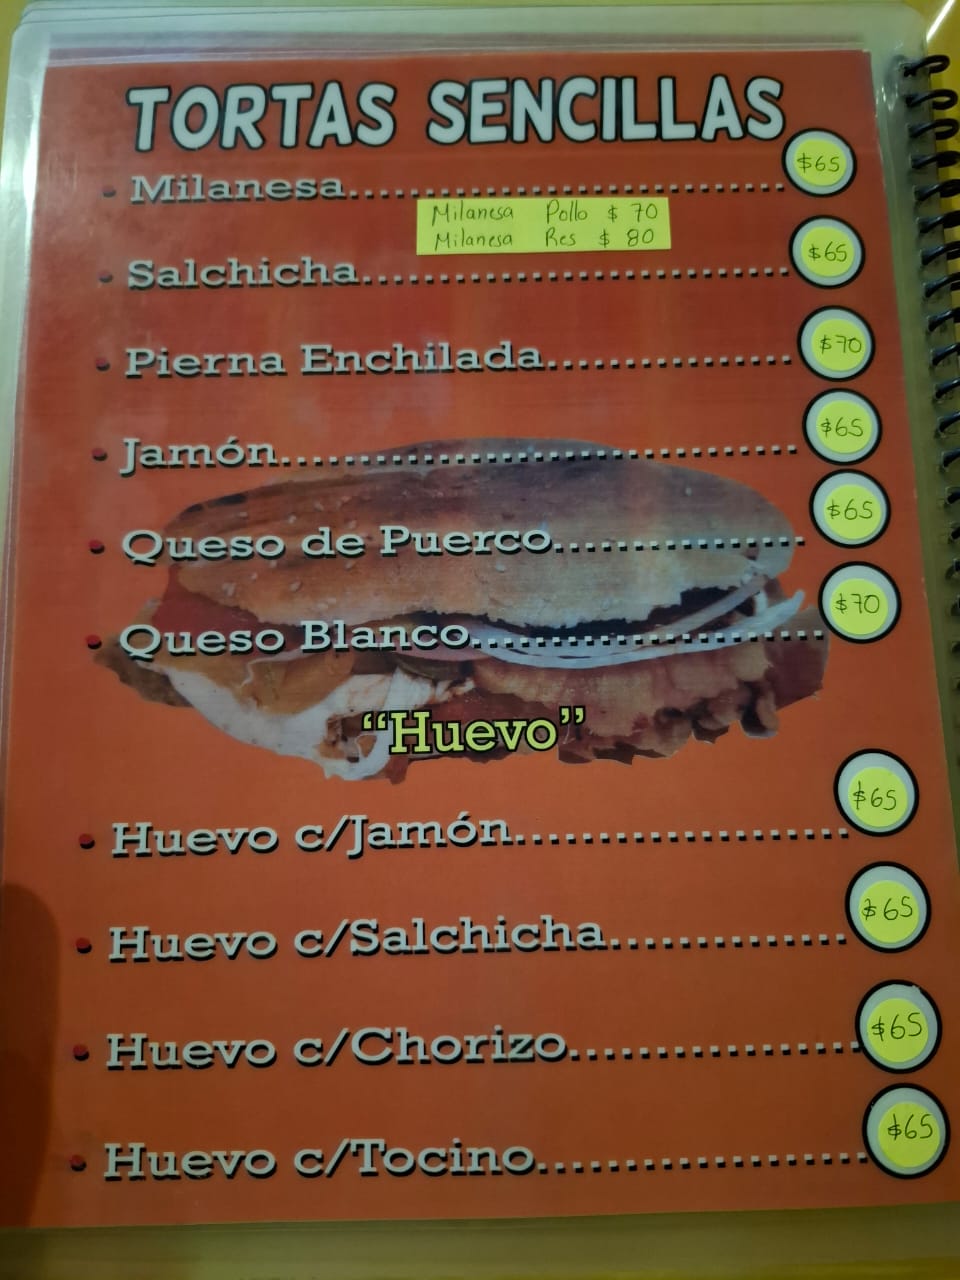 TORTAS SENCILLAS
• Milanesa........................... $65
Milanesa Pollo $ 70
Milanesa Res $ 80
• Salchicha........................... $65
• Pierna Enchilada............... $70
• Jamón................................ $65
• Queso de Puerco................ $65
• Queso Blanco..................... $70
“Huevo”
• Huevo c/Jamón................... $65
• Huevo c/Salchicha.............. $65
• Huevo c/Chorizo................. $65
• Huevo c/Tocino................... $65